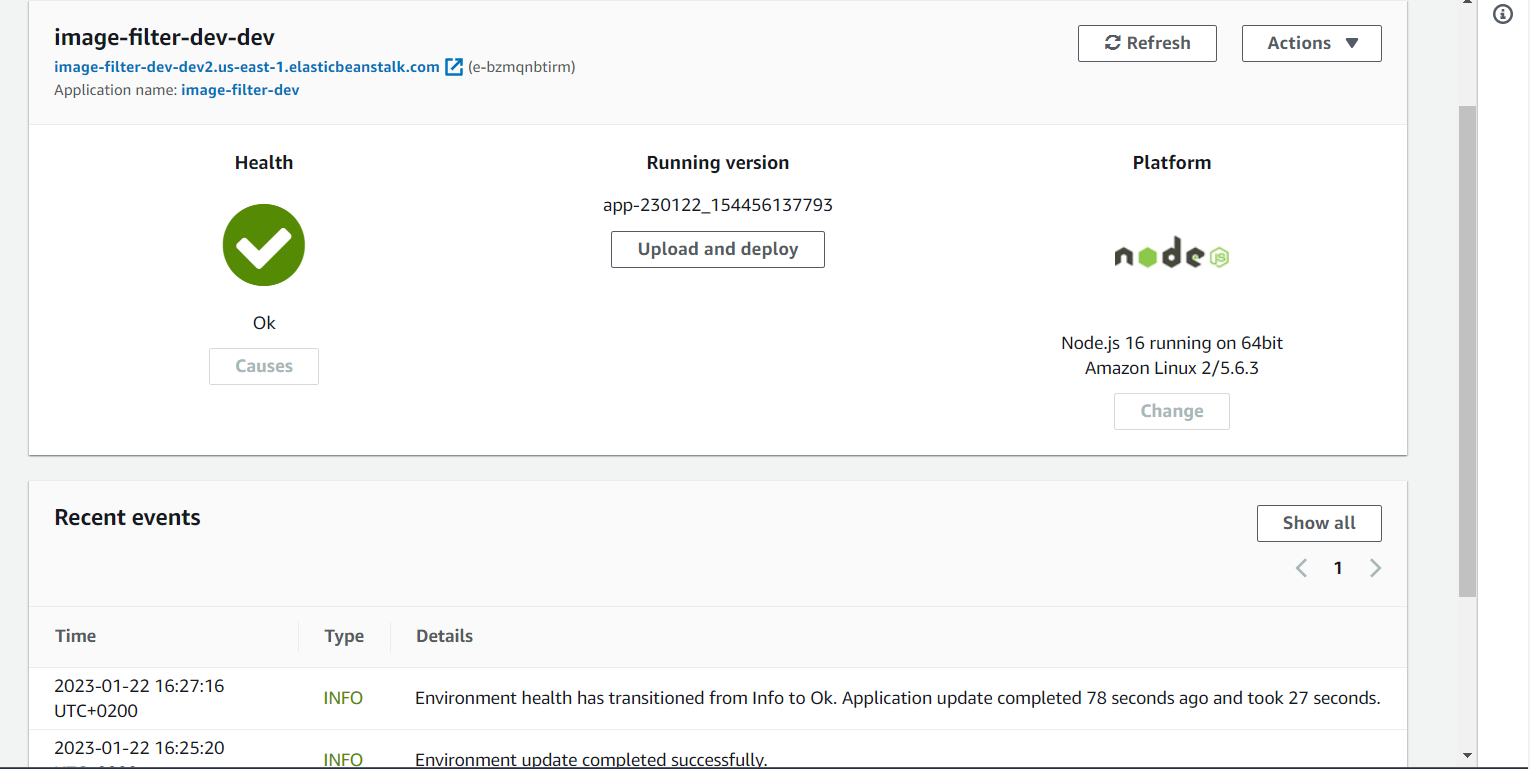 image-filter-dev-dev
image-filter-dev-dev2.us-east-1.elasticbeanstalk.com (e-bzmqnbtirm)
Application name: image-filter-dev
Refresh
Actions
Health
Running version
Platform
app-230122_154456137793
Upload and deploy
node
JS
Ok
Causes
Node.js 16 running on 64bit
Amazon Linux 2/5.6.3
Change
Recent events
Show all
1
Time Type Details
2023-01-22 16:27:16
UTC+0200
INFO
Environment health has transitioned from Info to Ok. Application update completed 78 seconds ago and took 27 seconds.
2023-01-22 16:25:20
INFO
Environment update completed successfully.